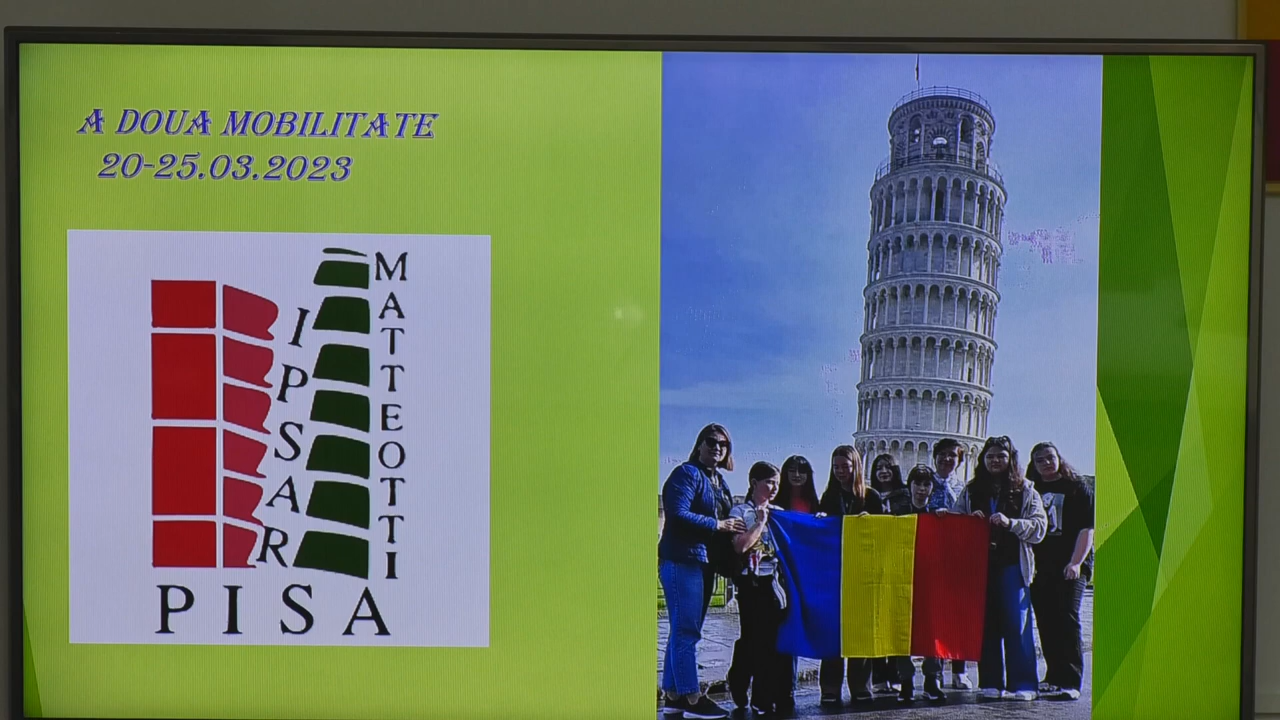 A DOUA MOBILITATE
20-25.03.2023
IPSAR
MATTEOTTI
PISA